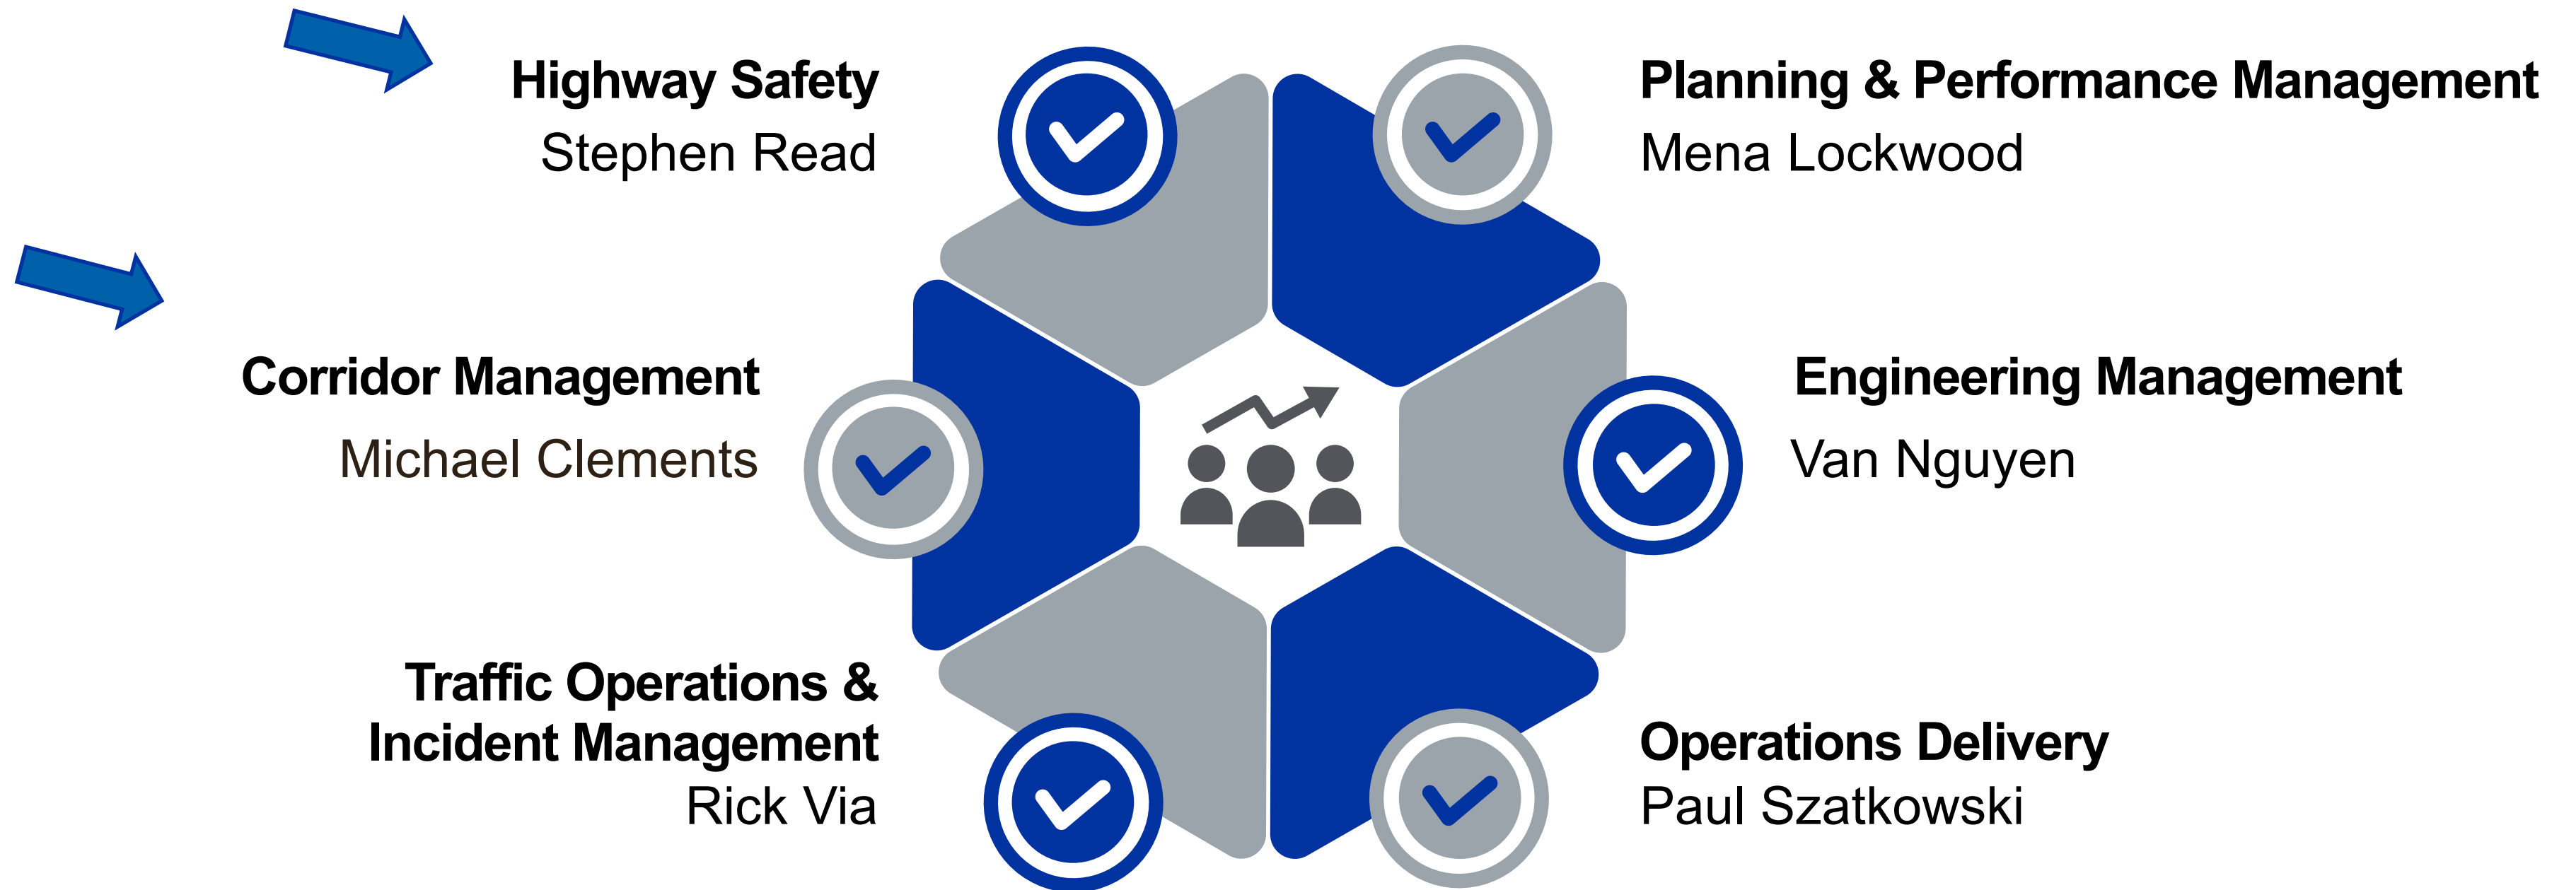 Highway Safety
Stephen Read
Planning & Performance Management
Mena Lockwood
Corridor Management
Michael Clements
Engineering Management
Van Nguyen
Traffic Operations &
Incident Management
Rick Via
Operations Delivery
Paul Szatkowski